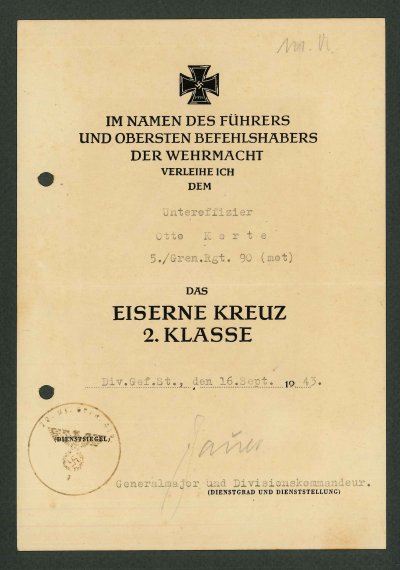 IM NAMEN DES FÜHRERS
UND OBERSTEN BEFEHLSHABERS
DER WEHRMACHT
VERLEIHE ICH
DEM
Unteroffizier
Otto K o r t e
5./Gren.Rgt. 90 (mot)
DAS
EISERNE KREUZ
2. KLASSE
Div.Gef.St., den 16.Sept. 1943.
(DIENSTSIEGEL)
Generalmajor und Divisionskommandeur.
(DIENSTGRAD UND DIENSTSTELLUNG)